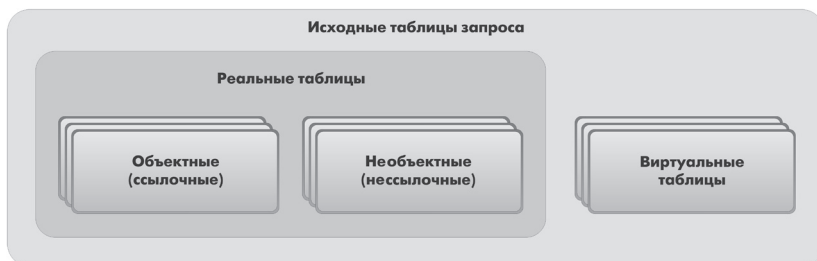 Исходные таблицы запроса
Реальные таблицы
Объектные
(ссылочные)
Необъектные
(нессылочные)
Виртуальные
таблицы